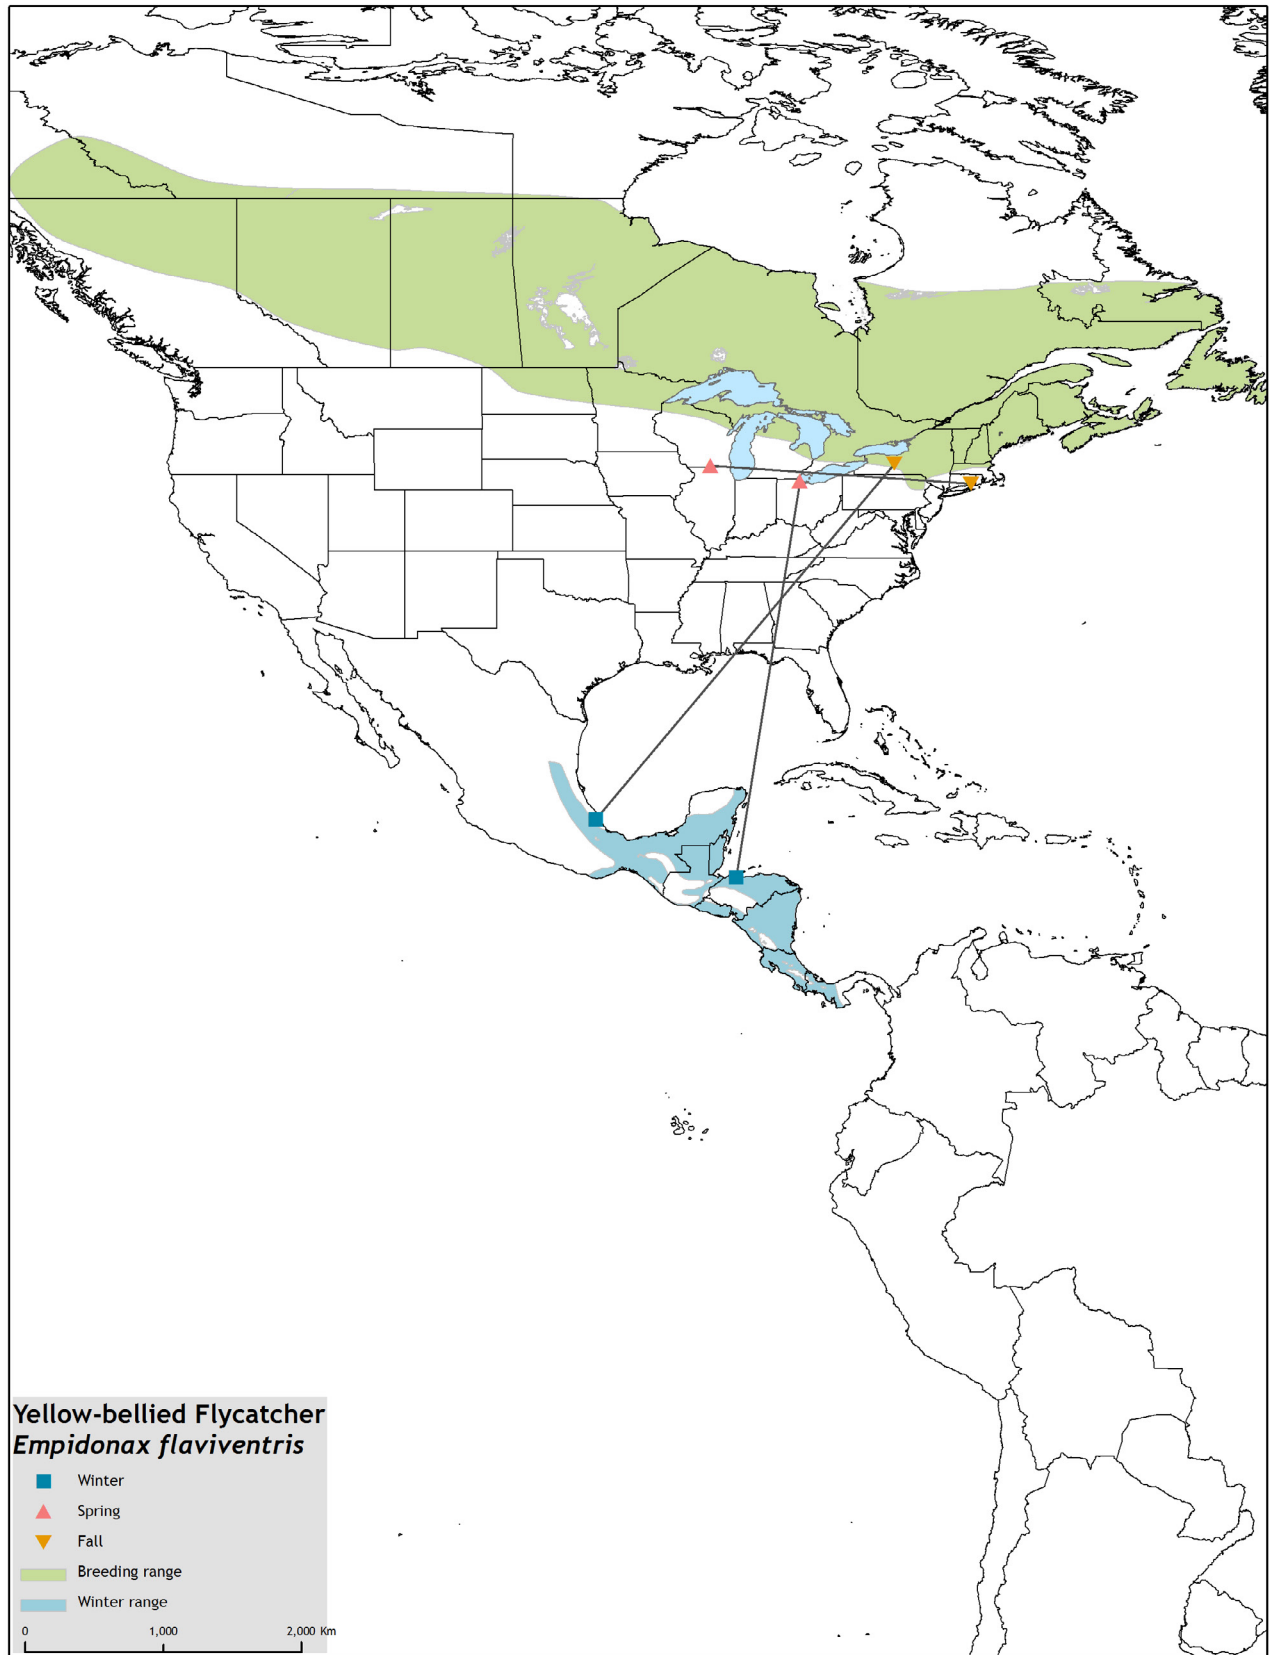 Yellow-bellied Flycatcher
Empidonax flaviventris
Winter
Spring
Fall
Breeding range
Winter range
0 1,000 2,000 Km